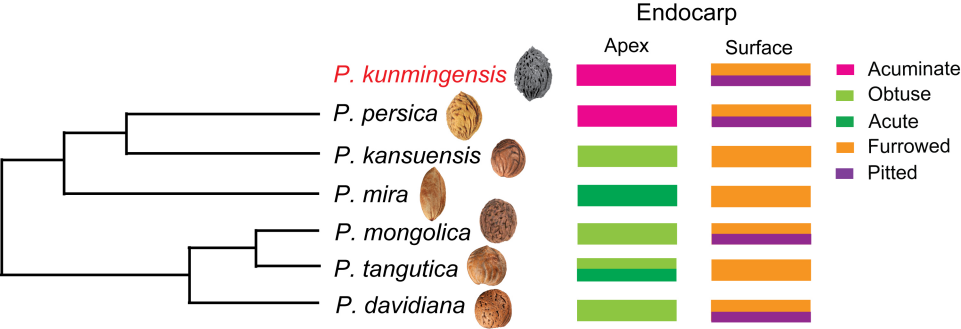 Endocarp
Apex
Surface
P. kunmingensis
P. persica
P. kansuensis
P. mira
P. mongolica
P. tangutica
P. davidiana
Acuminate
Obtuse
Acute
Furrowed
Pitted